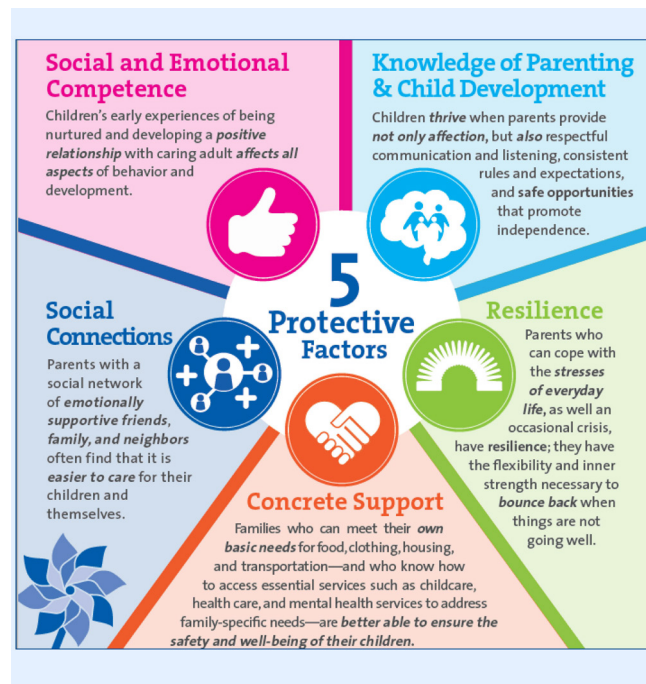 Social and Emotional
Competence
Children's early experiences of being
nurtured and developing a positive
relationship with caring adult affects all
aspects of behavior and
development.
Knowledge of Parenting
& Child Development
Children thrive when parents provide
not only affection, but also respectful
communication and listening, consistent
rules and expectations,
and safe opportunities
that promote
independence.
5
Protective
Factors
Social
Connections
Parents with a
social network
of emotionally
supportive friends,
family, and neighbors
often find that it is
easier to care for their
children and
themselves.
Resilience
Parents who
can cope with
the stresses
of everyday
life, as well an
occasional crisis,
have resilience; they have
the flexibility and inner
strength necessary to
bounce back when
things are not
going well.
Concrete Support
Families who can meet their own
basic needs for food, clothing, housing,
and transportation—and who know how
to access essential services such as childcare,
health care, and mental health services to address
family-specific needs—are better able to ensure the
safety and well-being of their children.